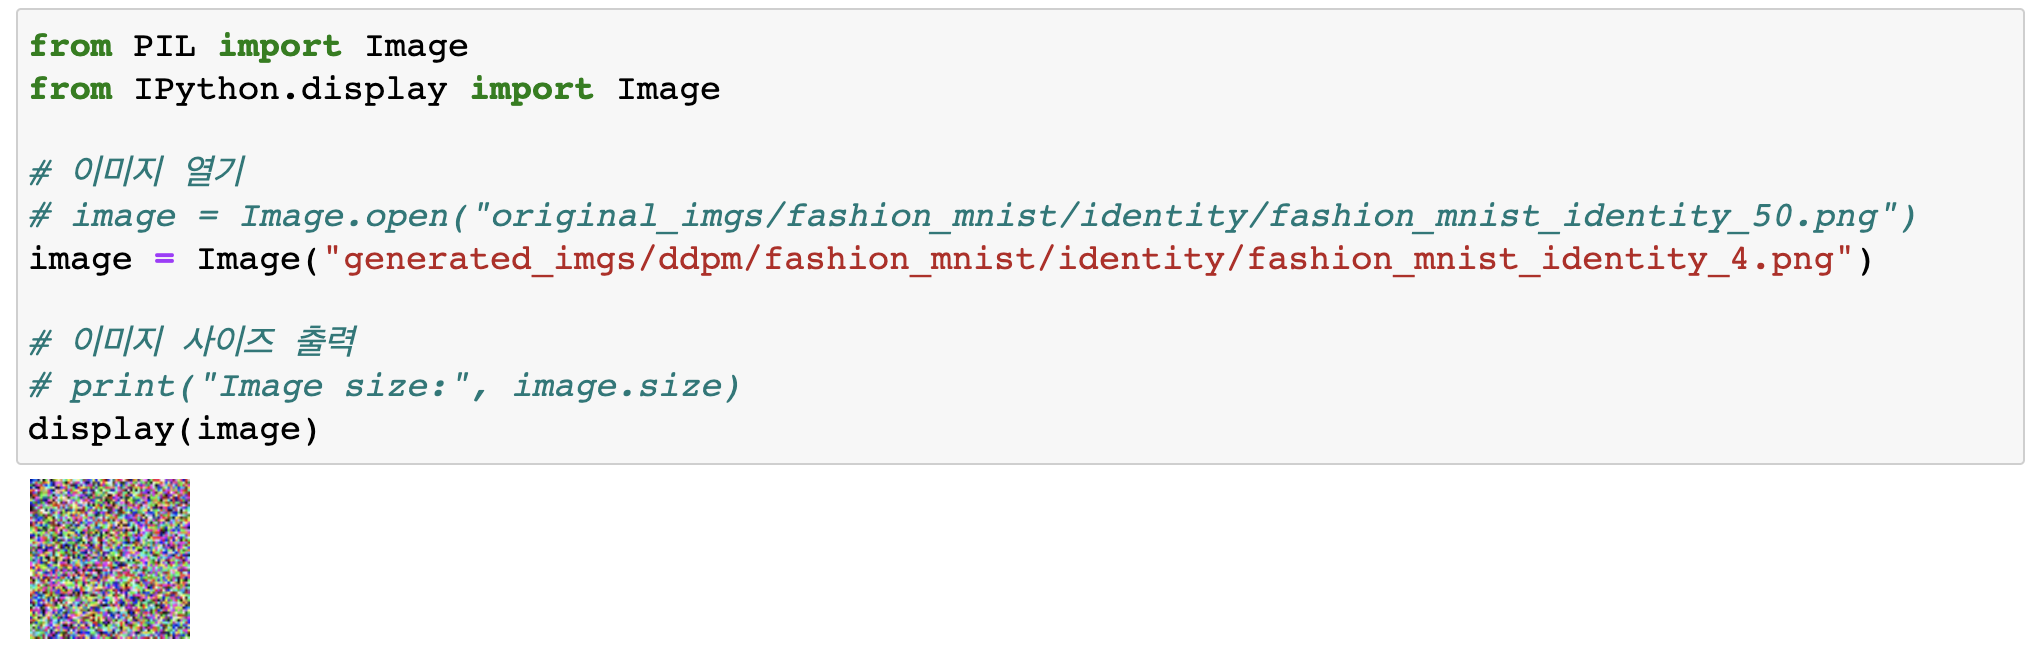 from PIL import Image
from IPython.display import Image
# 이미지 열기
# image = Image.open("original_imgs/fashion_mnist/identity/fashion_mnist_identity_50.png")
image = Image("generated_imgs/ddpm/fashion_mnist/identity/fashion_mnist_identity_4.png")
# 이미지 사이즈 출력
# print("Image size:", image.size)
display(image)